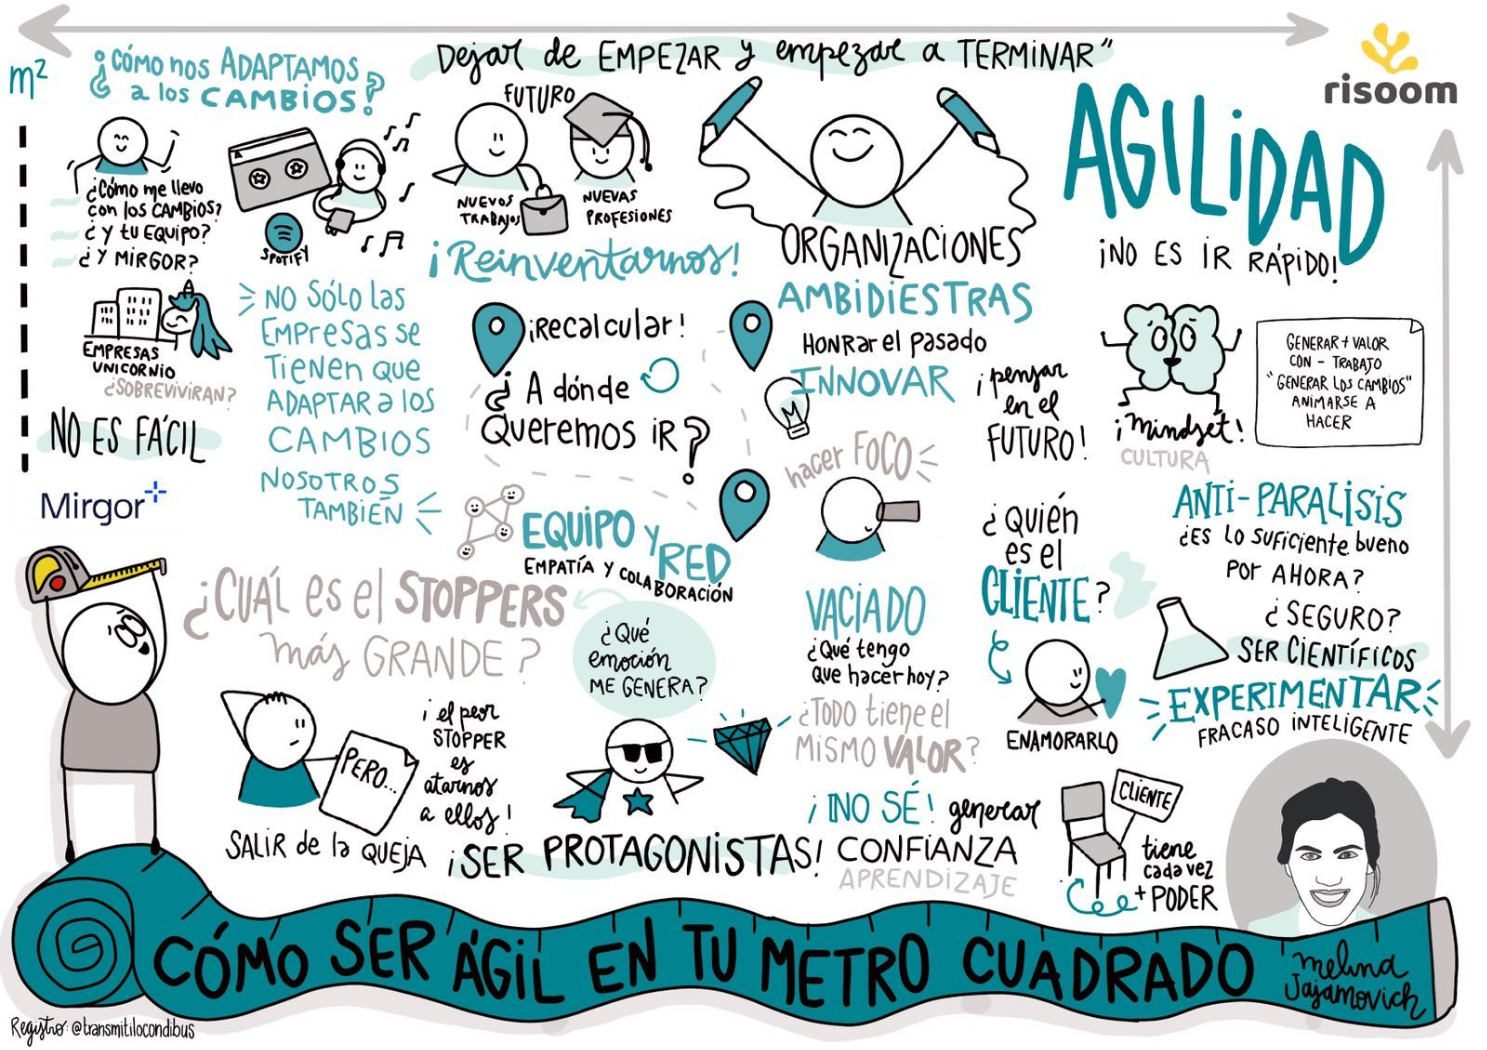 m²
¿Cómo nos ADAPTAMOS
a los CAMBIOS?
Dejar de EMPEZAR y empezar a TERMINAR"
risoom
¿Cómo me llevo
con los CAMBIOS?
¿y tu EQUIPO?
¿Y MIRGOR?
SPOTIFY
FUTURO
NUEVOS
TRABAJOS
NUEVAS
PROFESIONES
¡Reinventarnos!
ORGANIZACIONES
AMBIDIESTRAS
HONRar el pasado
INNOVAR
¡pensar
en el
FUTURO!
AGILIDAD
¡NO ES IR RÁPIDO!
EMPRESAS
UNICORNIO
¿SOBREVIVIRAN?
NO ES FÁCIL
Mirgor
NO SÓLO las
EMPresas se
TIENEN QUE
ADAPTAR a los
CAMBIOS
NOSOTROS
TAMBIÉN
¡Recalcular!
¿A dónde
Queremos IR?
hacer FOCO
¡mindset!
CULTURA
GENERAR + VALOR
CON - TRABAJO
"GENERAR LOS CAMBIOS"
ANIMARSE A
HACER
EQUIPO y
RED
EMPATÍA Y COLABORACIÓN
¿Quién
es el
CLIENTE?
ENAMORARLO
ANTI-PARALISIS
¿ES LO SUFICIENTE bueno
POR AHORA?
¿SEGURO?
SER CIENTÍFICOS
EXPERIMENTAR
FRACASO INTELIGENTE
¿CUÁL es el STOPPERS
más GRANDE?
¿Qué
emoción
ME GENERA?
VACIADO
¿Qué tengo
que hacer hoy?
¿TODO tiene el
MISMO VALOR?
PERO...
SALIR de la QUEJA
¡el peor
STOPPER
es
atarnos
a ellos!
¡SER PROTAGONISTAS!
¡NO SÉ! generar
CONFIANZA
APRENDIZAJE
CLIENTE
tiene
cada vez
+ PODER
CÓMO SER ÁGIL EN TU METRO CUADRADO
melina
Jajamovich
Registro: @transmitilocondibus